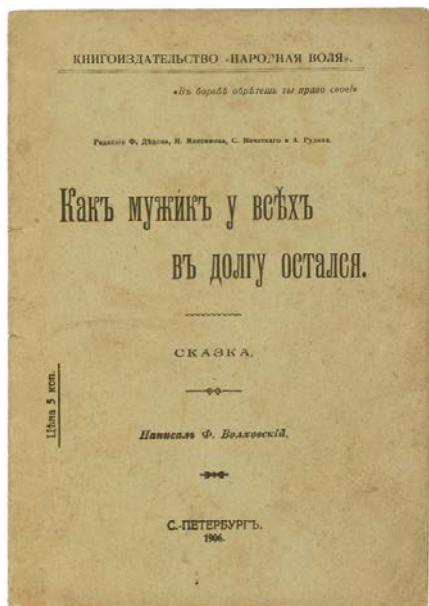 КНИГОИЗДАТЕЛЬСТВО «НАРОДНАЯ ВОЛЯ».
«Въ борьбѣ обрѣтешь ты право свое!»
Редакція Ф. Дѣдова, Н. Максимова, С. Нечетнаго и А. Рудина.
Какъ мужикъ у всѣхъ
въ долгу остался.
СКАЗКА.
Написалъ Ф. Волховскій.
Цѣна 5 коп.
С.-ПЕТЕРБУРГЪ.
1906.